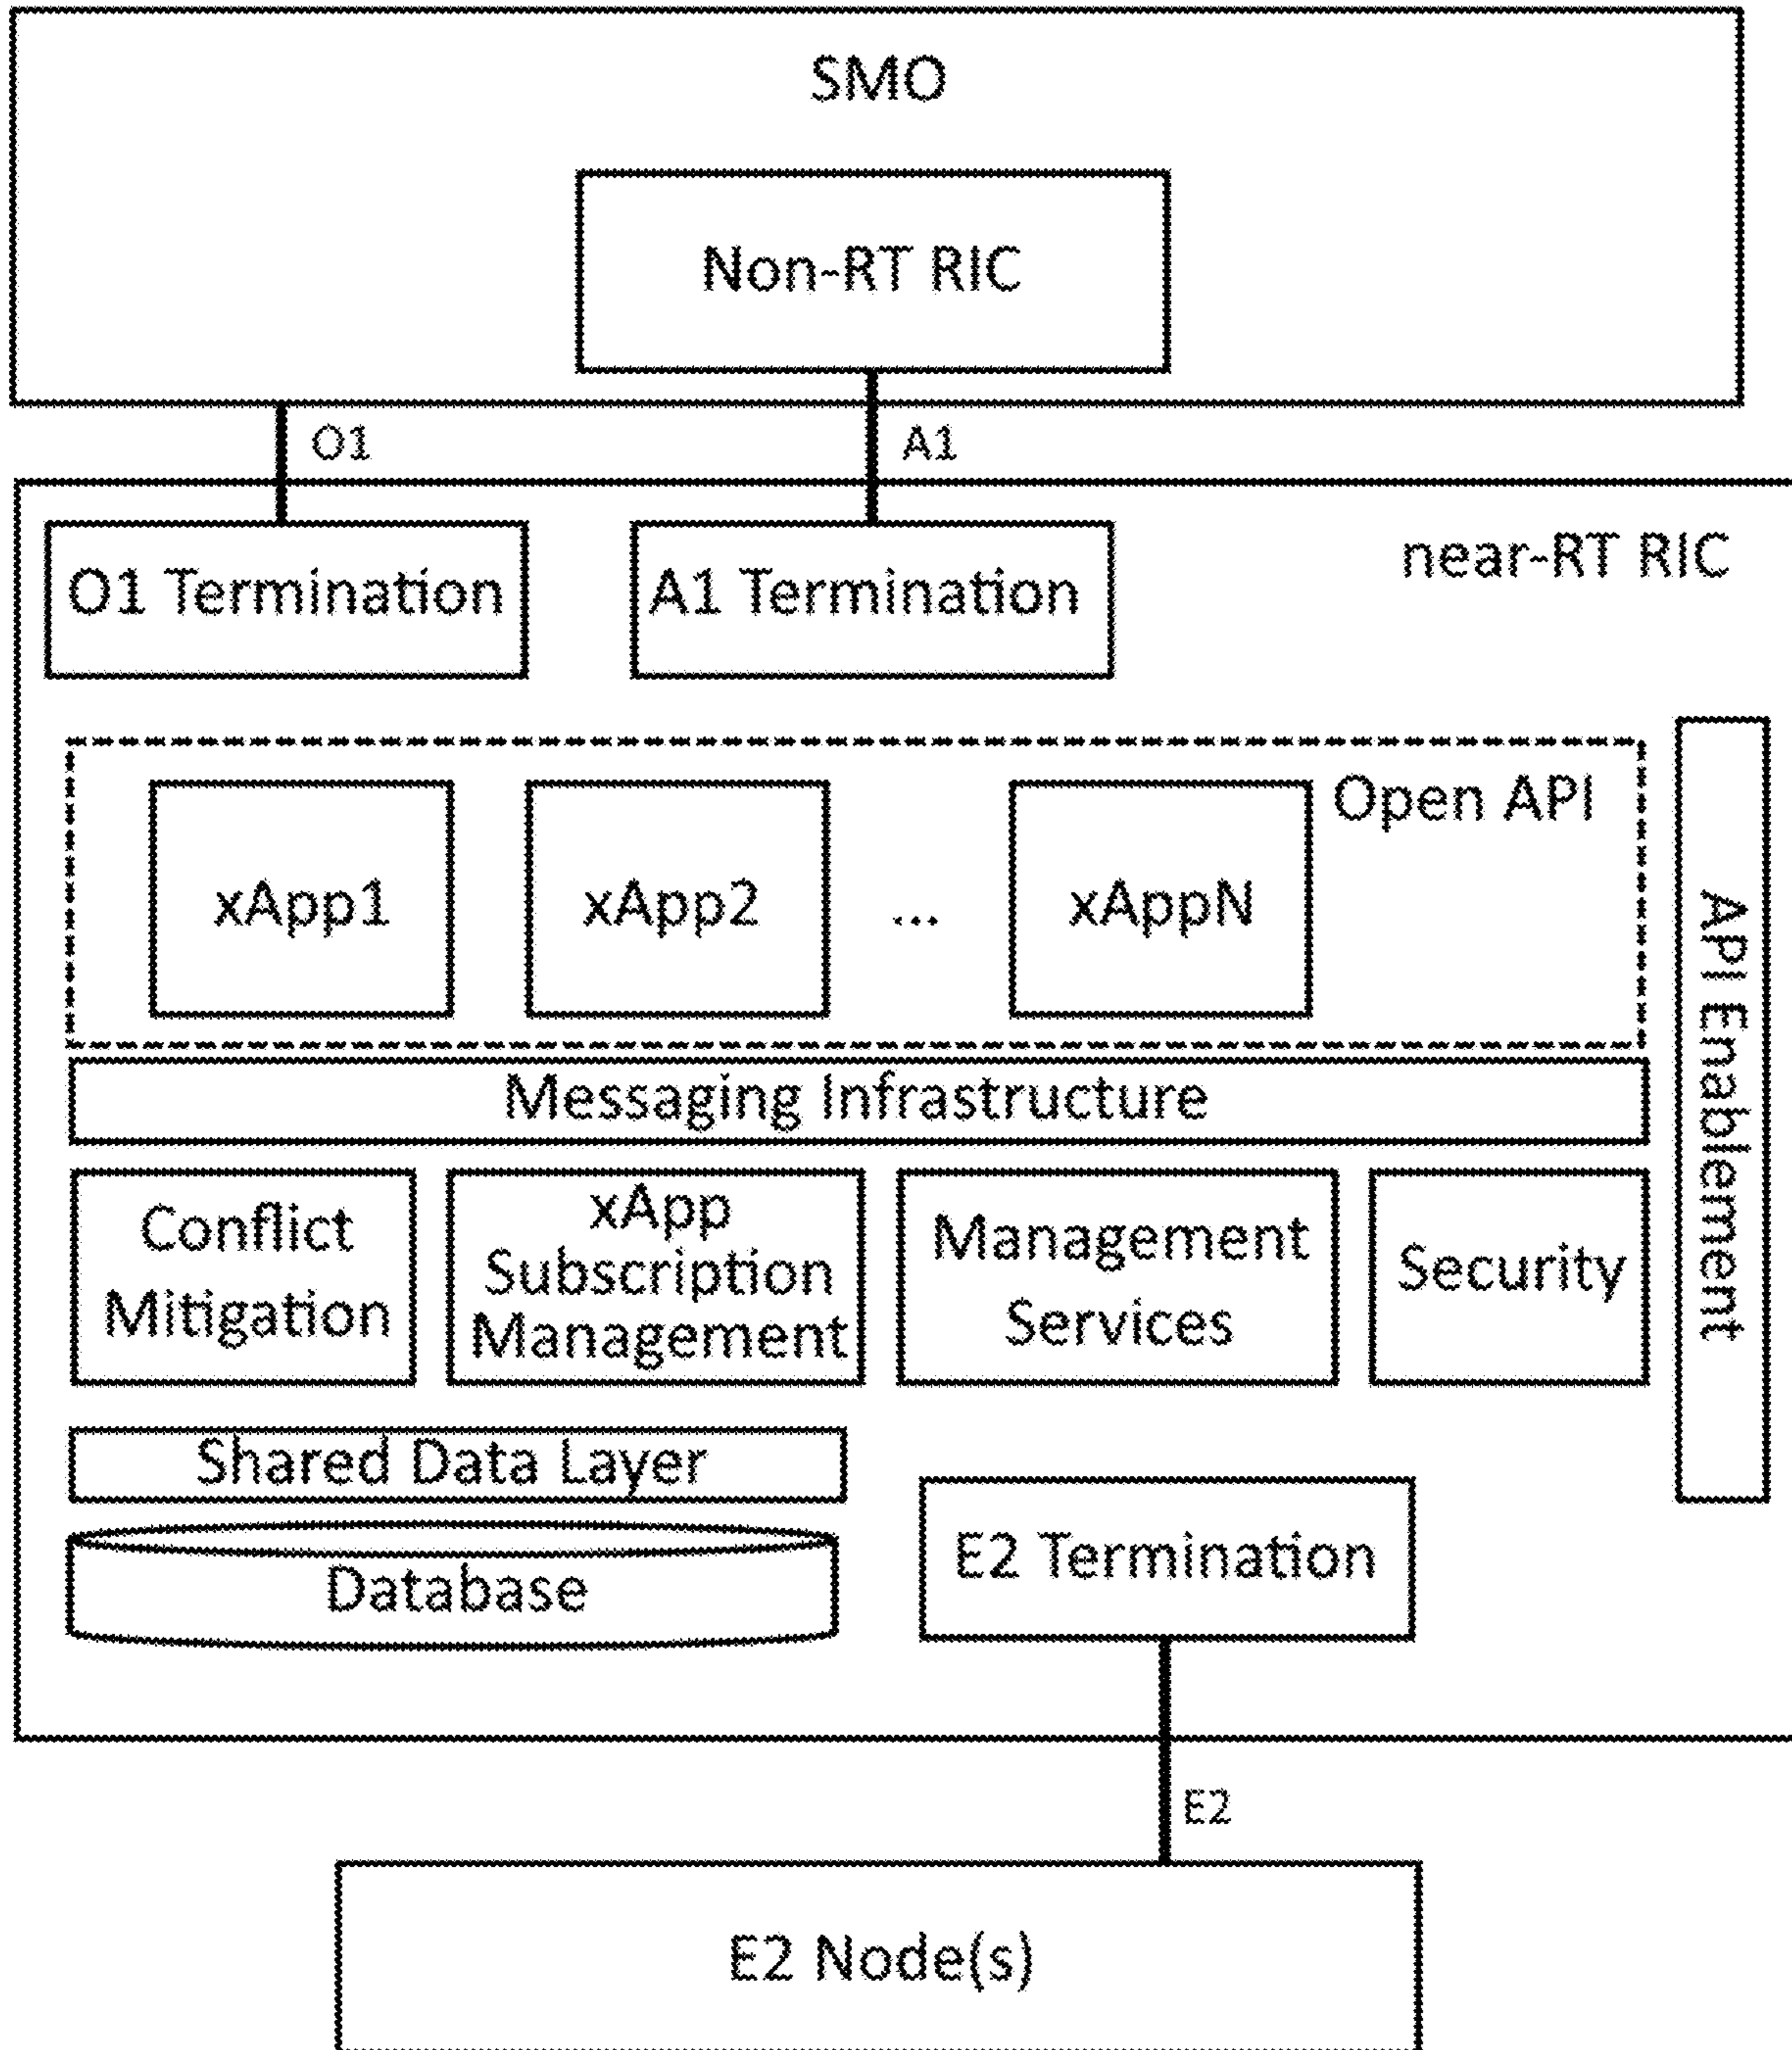 SMO
Non-RT RIC
O1
A1
near-RT RIC
O1 Termination
A1 Termination
Open API
xApp1
xApp2
...
xAppN
API Enablement
Messaging Infrastructure
Conflict
Mitigation
xApp
Subscription
Management
Management
Services
Security
Shared Data Layer
Database
E2 Termination
E2
E2 Node(s)